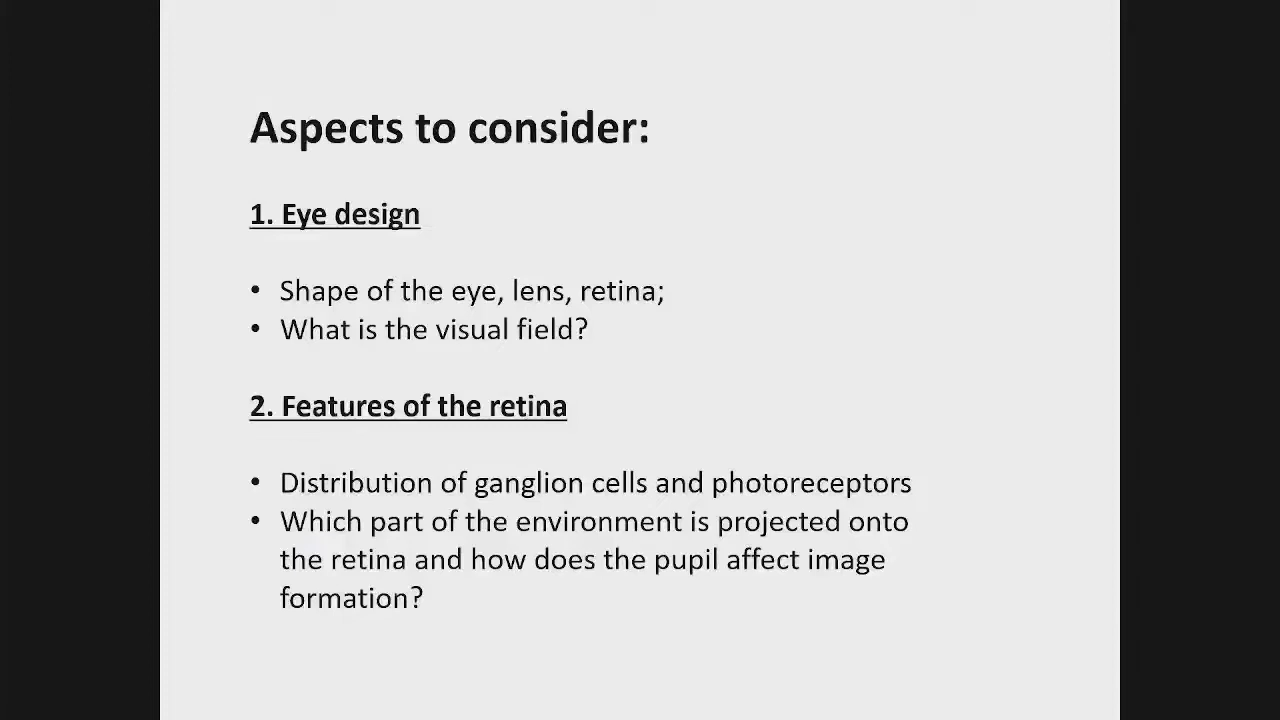 Aspects to consider:
1. Eye design
• Shape of the eye, lens, retina;
• What is the visual field?
2. Features of the retina
• Distribution of ganglion cells and photoreceptors
• Which part of the environment is projected onto
the retina and how does the pupil affect image
formation?